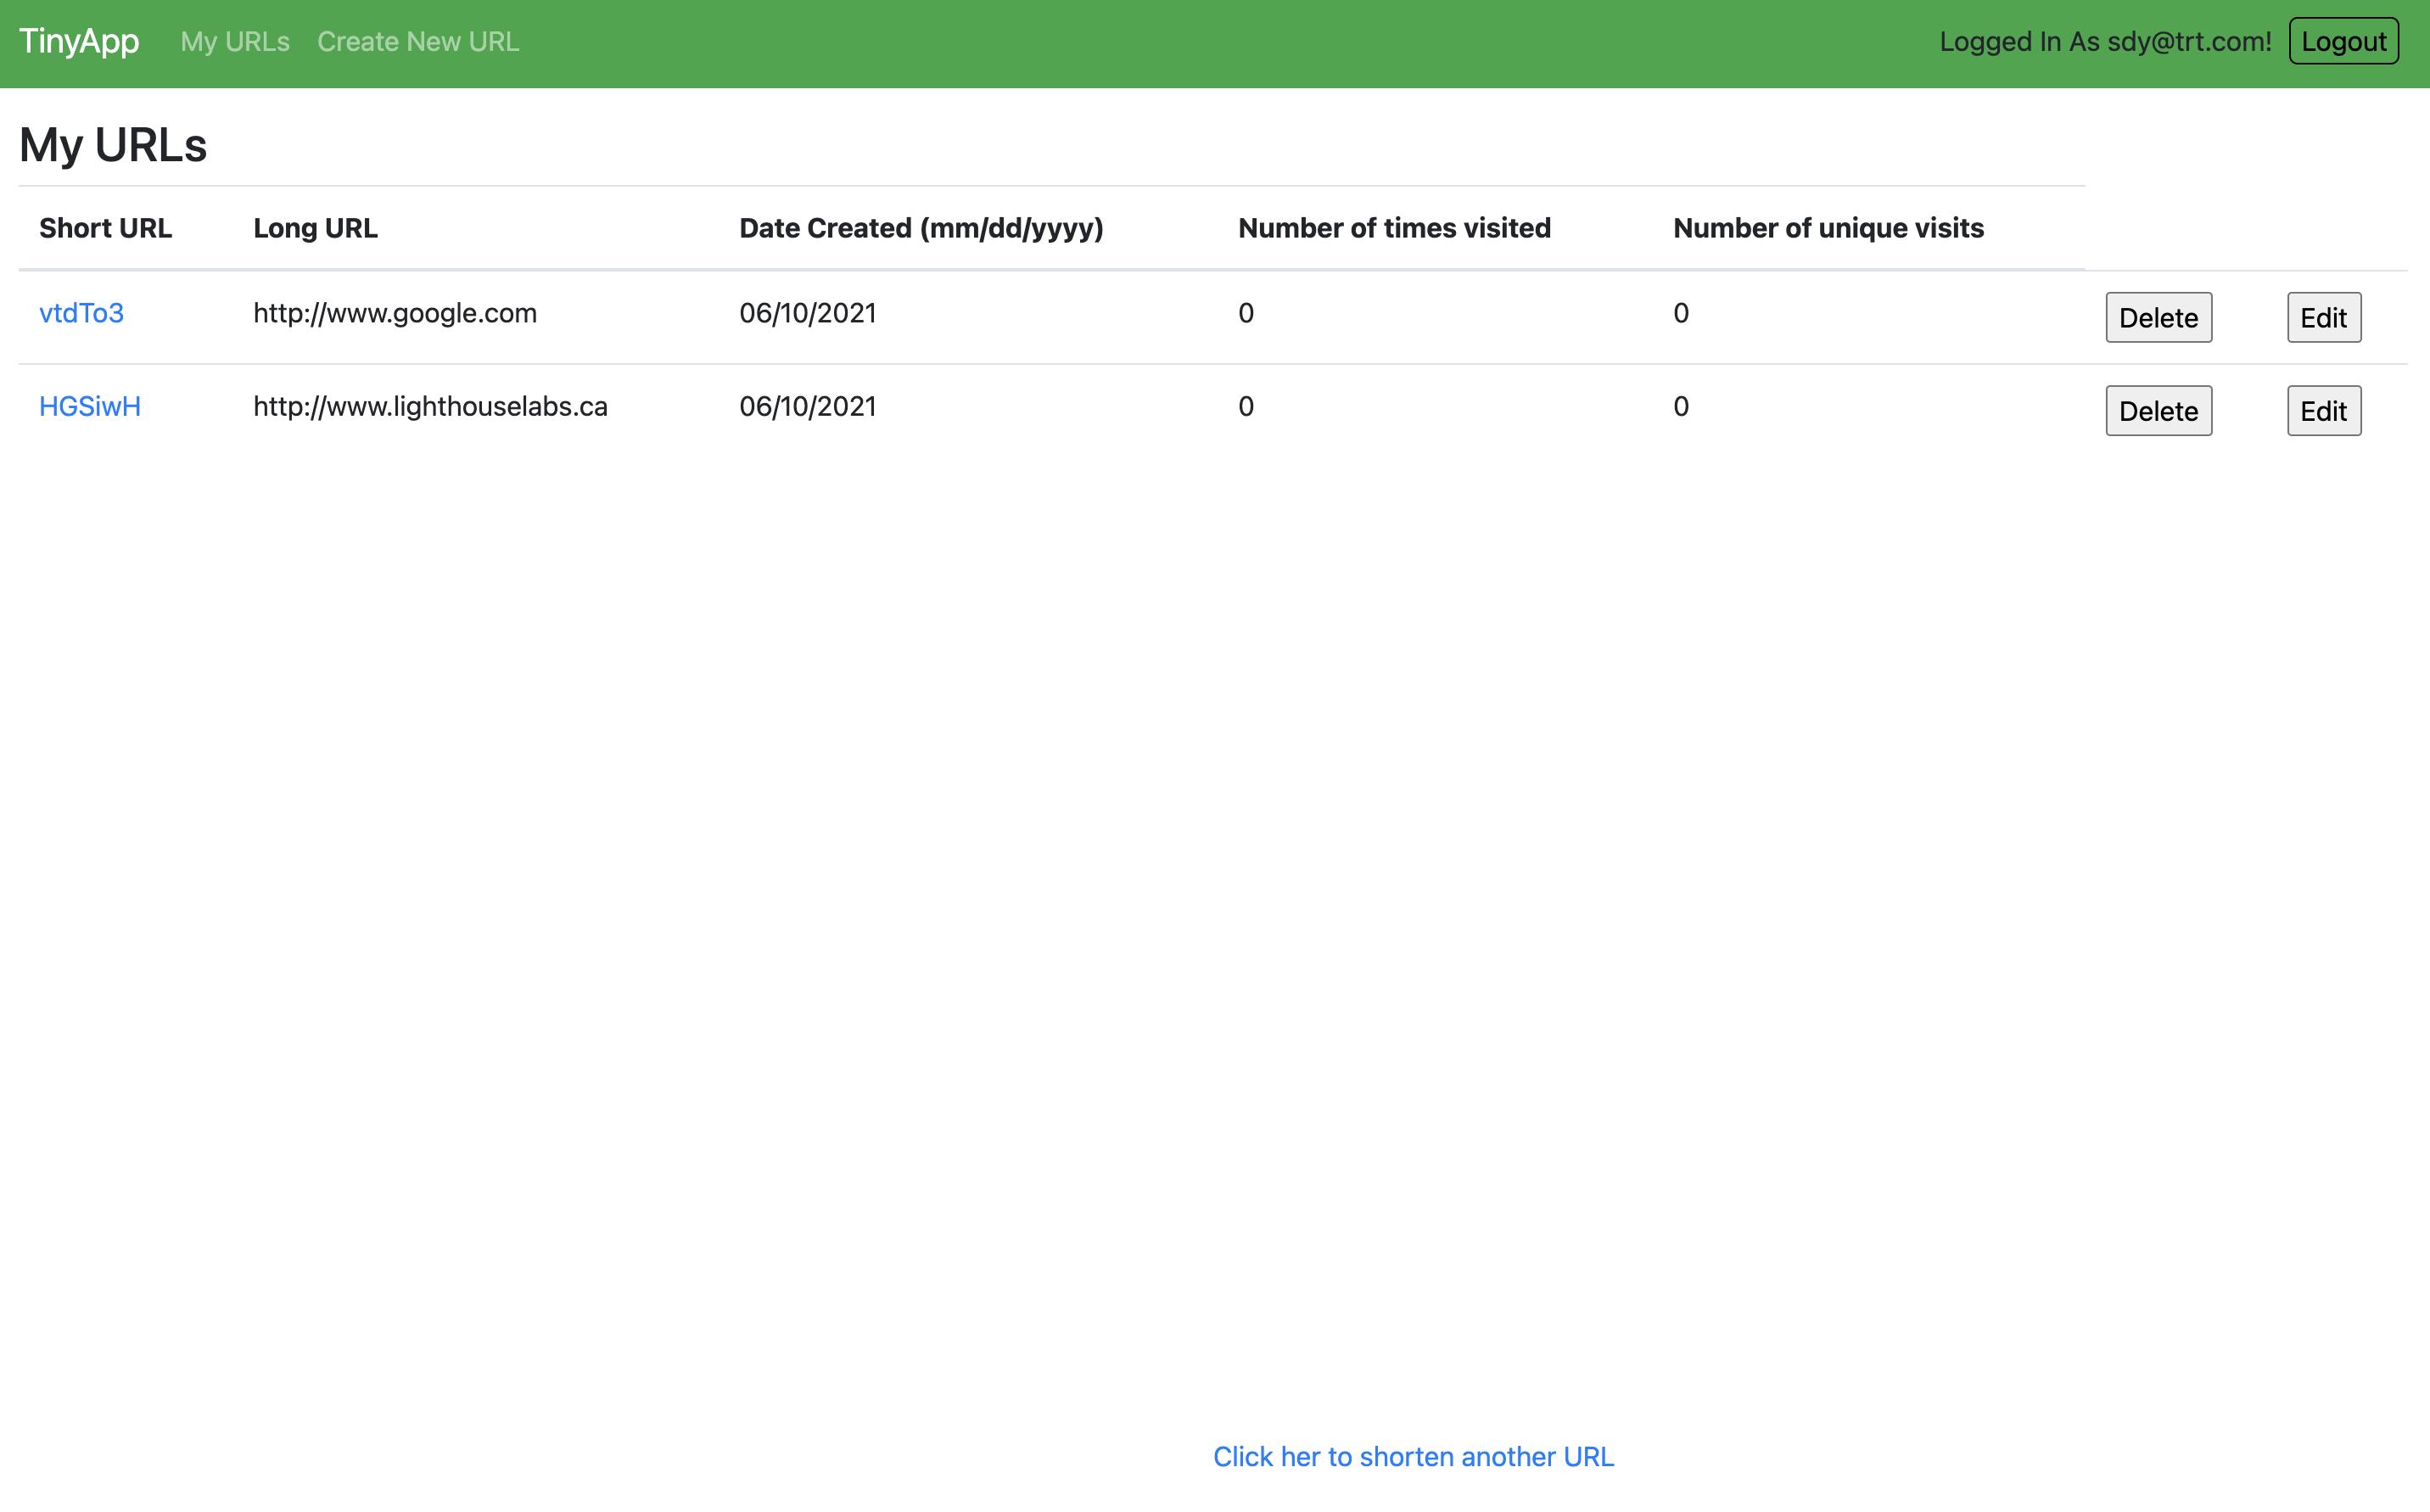 TinyApp My URLs Create New URL Logged In As sdy@trt.com! Logout
My URLs
Short URL Long URL Date Created (mm/dd/yyyy) Number of times visited Number of unique visits
vtdTo3 http://www.google.com 06/10/2021 0 0 Delete Edit
HGSiwH http://www.lighthouselabs.ca 06/10/2021 0 0 Delete Edit
Click her to shorten another URL